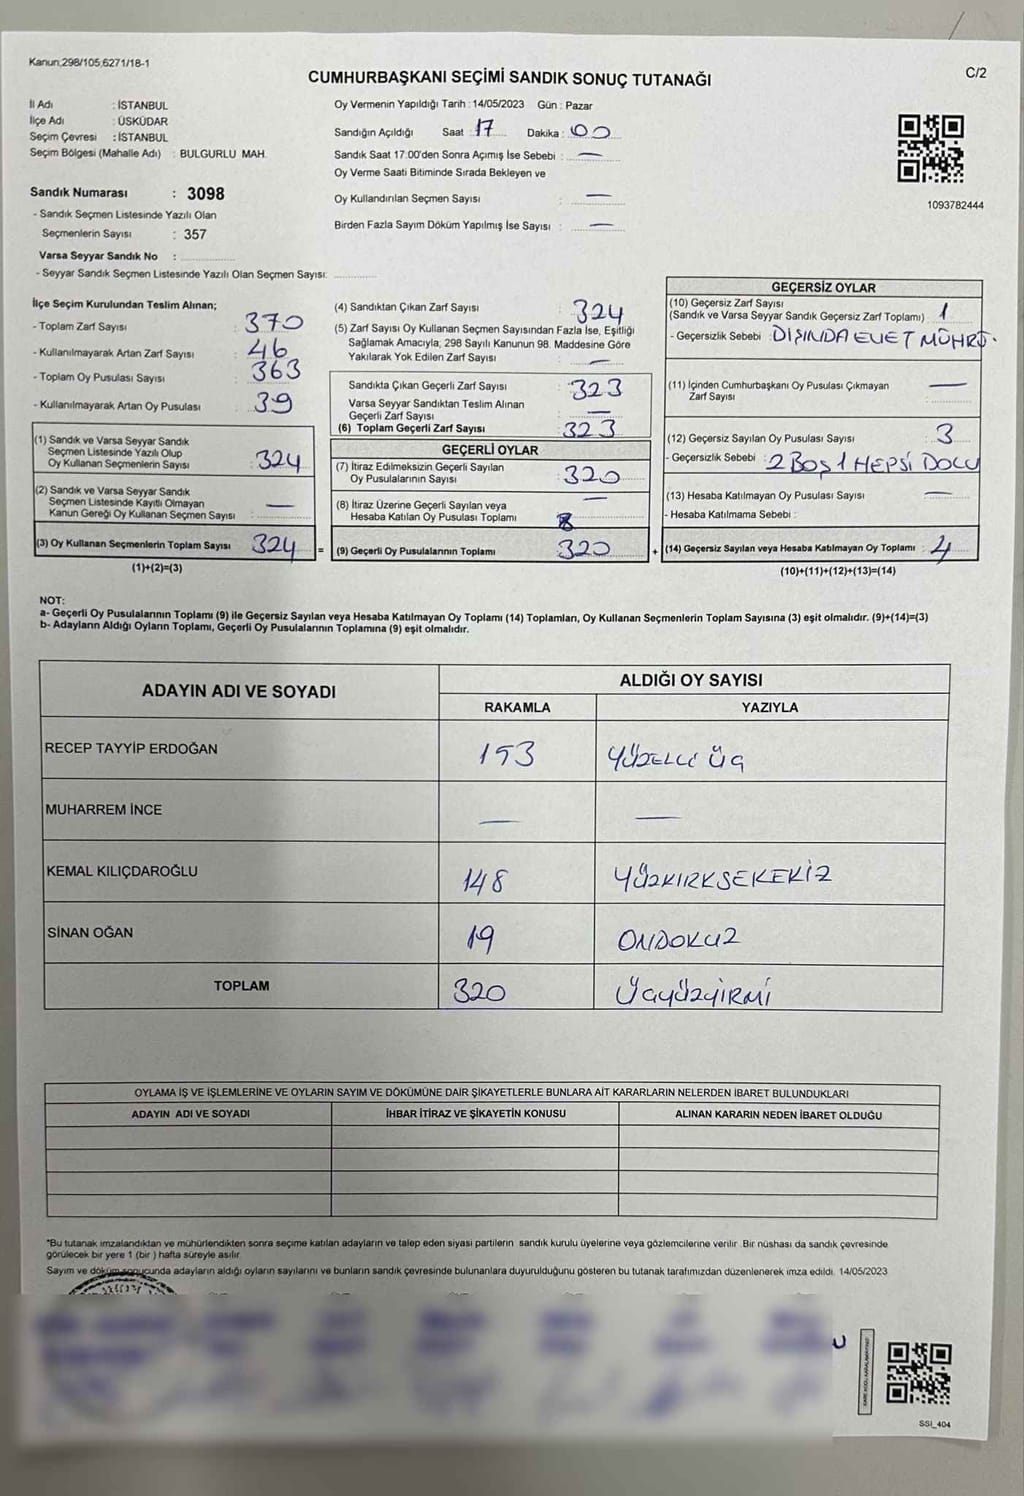 Kanun;298/105;6271/18-1
CUMHURBAŞKANI SEÇİMİ SANDIK SONUÇ TUTANAĞI
C/2
İl Adı : İSTANBUL
İlçe Adı : ÜSKÜDAR
Seçim Çevresi : İSTANBUL
Seçim Bölgesi (Mahalle Adı) : BULGURLU MAH.
Sandık Numarası : 3098
- Sandık Seçmen Listesinde Yazılı Olan
Seçmenlerin Sayısı : 357
Varsa Seyyar Sandık No :
- Seyyar Sandık Seçmen Listesinde Yazılı Olan Seçmen Sayısı:
Oy Vermenin Yapıldığı Tarih : 14/05/2023 Gün : Pazar
Sandığın Açıldığı Saat : 17 Dakika : 00
Sandık Saat 17:00'den Sonra Açımış İse Sebebi : —
Oy Verme Saati Bitiminde Sırada Bekleyen ve
Oy Kullandırılan Seçmen Sayısı : —
Birden Fazla Sayım Döküm Yapılmış İse Sayısı : —
1093782444
İlçe Seçim Kurulundan Teslim Alınan;
- Toplam Zarf Sayısı : 370
- Kullanılmayarak Artan Zarf Sayısı : 46
- Toplam Oy Pusulası Sayısı : 363
- Kullanılmayarak Artan Oy Pusulası : 39
(1) Sandık ve Varsa Seyyar Sandık
Seçmen Listesinde Yazılı Olup
Oy Kullanan Seçmenlerin Sayısı : 324
(2) Sandık ve Varsa Seyyar Sandık
Seçmen Listesinde Kayıtlı Olmayan
Kanun Gereği Oy Kullanan Seçmen Sayısı : —
(3) Oy Kullanan Seçmenlerin Toplam Sayısı 324 =
(1)+(2)=(3)
(4) Sandıktan Çıkan Zarf Sayısı : 324
(5) Zarf Sayısı Oy Kullanan Seçmen Sayısından Fazla İse, Eşitliği
Sağlamak Amacıyla, 298 Sayılı Kanunun 98. Maddesine Göre
Yakılarak Yok Edilen Zarf Sayısı : —
Sandıkta Çıkan Geçerli Zarf Sayısı : 323
Varsa Seyyar Sandıktan Teslim Alınan
Geçerli Zarf Sayısı : —
(6) Toplam Geçerli Zarf Sayısı : 323
GEÇERLİ OYLAR
(7) İtiraz Edilmeksizin Geçerli Sayılan
Oy Pusulalarının Sayısı : 320
(8) İtiraz Üzerine Geçerli Sayılan veya —
Hesaba Katılan Oy Pusulası Toplamı :
(9) Geçerli Oy Pusulalarının Toplamı : 320 +
GEÇERSİZ OYLAR
(10) Geçersiz Zarf Sayısı
(Sandık ve Varsa Seyyar Sandık Geçersiz Zarf Toplamı) : 1
- Geçersizlik Sebebi : DIŞINDA EVET MÜHRÜ.
(11) İçinden Cumhurbaşkanı Oy Pusulası Çıkmayan —
Zarf Sayısı :
(12) Geçersiz Sayılan Oy Pusulası Sayısı : 3
- Geçersizlik Sebebi : 2 BOŞ 1 HEPSİ DOLU
(13) Hesaba Katılmayan Oy Pusulası Sayısı : —
- Hesaba Katılmama Sebebi :
(14) Geçersiz Sayılan veya Hesaba Katılmayan Oy Toplamı : 4
(10)+(11)+(12)+(13)=(14)
NOT:
a- Geçerli Oy Pusulalarının Toplamı (9) ile Geçersiz Sayılan veya Hesaba Katılmayan Oy Toplamı (14) Toplamları, Oy Kullanan Seçmenlerin Toplam Sayısına (3) eşit olmalıdır. (9)+(14)=(3)
b- Adayların Aldığı Oyların Toplamı, Geçerli Oy Pusulalarının Toplamına (9) eşit olmalıdır.
ADAYIN ADI VE SOYADI
ALDIĞI OY SAYISI
RAKAMLA YAZIYLA
RECEP TAYYİP ERDOĞAN 153 YÜZELLİ ÜÇ
MUHARREM İNCE — —
KEMAL KILIÇDAROĞLU 148 YÜZKIRKSEKEKİZ
SİNAN OĞAN 19 ONDOKUZ
TOPLAM 320 ÜÇYÜZYİRMİ
OYLAMA İŞ VE İŞLEMLERİNE VE OYLARIN SAYIM VE DÖKÜMÜNE DAİR ŞİKAYETLERLE BUNLARA AİT KARARLARIN NELERDEN İBARET BULUNDUKLARI
ADAYIN ADI VE SOYADI İHBAR İTİRAZ VE ŞİKAYETİN KONUSU ALINAN KARARIN NEDEN İBARET OLDUĞU
*Bu tutanak imzalandıktan ve mühürlendikten sonra seçime katılan adayların ve talep eden siyasi partilerin sandık kurulu üyelerine veya gözlemcilerine verilir. Bir nüshası da sandık çevresinde
görülecek bir yere 1 (bir ) hafta süreyle asılır.
Sayım ve döküm sonucunda adayların aldığı oyların sayılarını ve bunların sandık çevresinde bulunanlara duyurulduğunu gösteren bu tutanak tarafımızdan düzenlenerek imza edildi. 14/05/2023
SSI_404